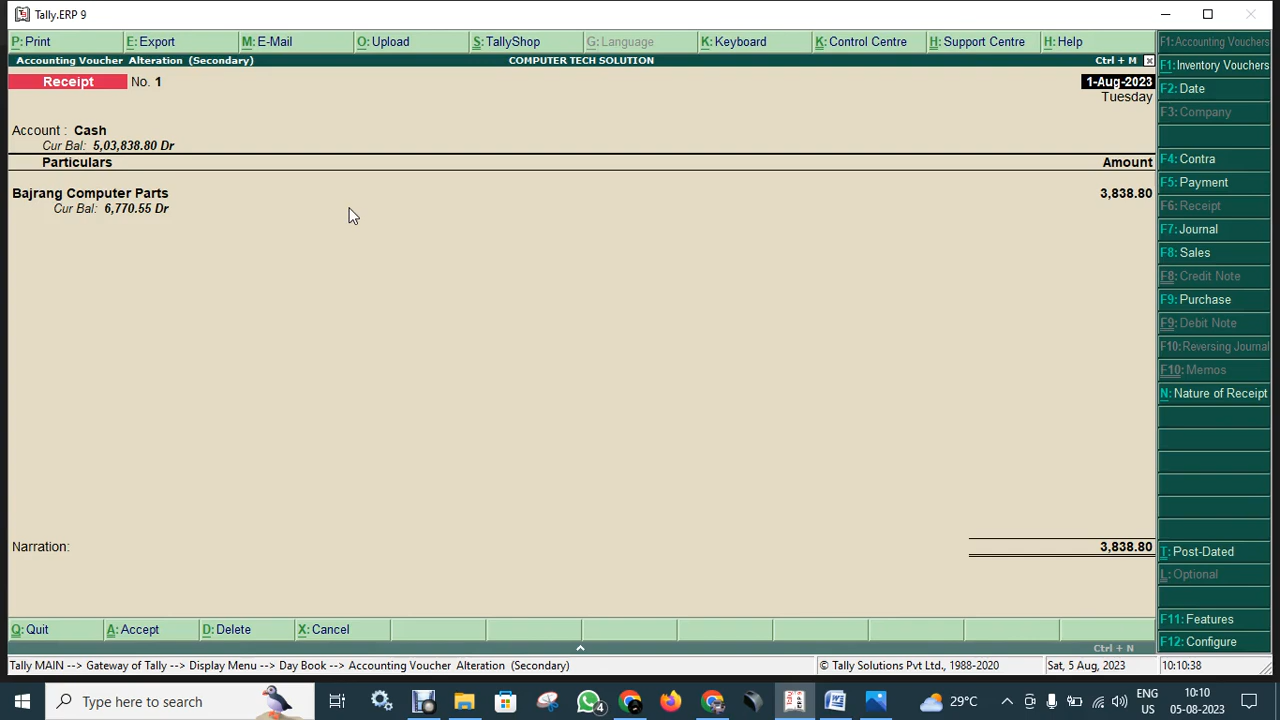 Tally.ERP 9
P: Print E: Export M: E-Mail O: Upload S: TallyShop G: Language K: Keyboard K: Control Centre H: Support Centre H: Help
Accounting Voucher Alteration (Secondary) COMPUTER TECH SOLUTION Ctrl + M
Receipt No. 1 1-Aug-2023
Tuesday
Account : Cash
Cur Bal: 5,03,838.80 Dr
Particulars Amount
Bajrang Computer Parts 3,838.80
Cur Bal: 6,770.55 Dr
Narration: 3,838.80
F1: Accounting Vouchers
F1: Inventory Vouchers
F2: Date
F3: Company
F4: Contra
F5: Payment
F6: Receipt
F7: Journal
F8: Sales
F8: Credit Note
F9: Purchase
F9: Debit Note
F10: Reversing Journal
F10: Memos
N: Nature of Receipt
T: Post-Dated
L: Optional
F11: Features
F12: Configure
Q: Quit A: Accept D: Delete X: Cancel
Ctrl + N
Tally MAIN --> Gateway of Tally --> Display Menu --> Day Book --> Accounting Voucher Alteration (Secondary) © Tally Solutions Pvt Ltd., 1988-2020 Sat, 5 Aug, 2023 10:10:38
Type here to search 4 29°C ENG 10:10
US 05-08-2023